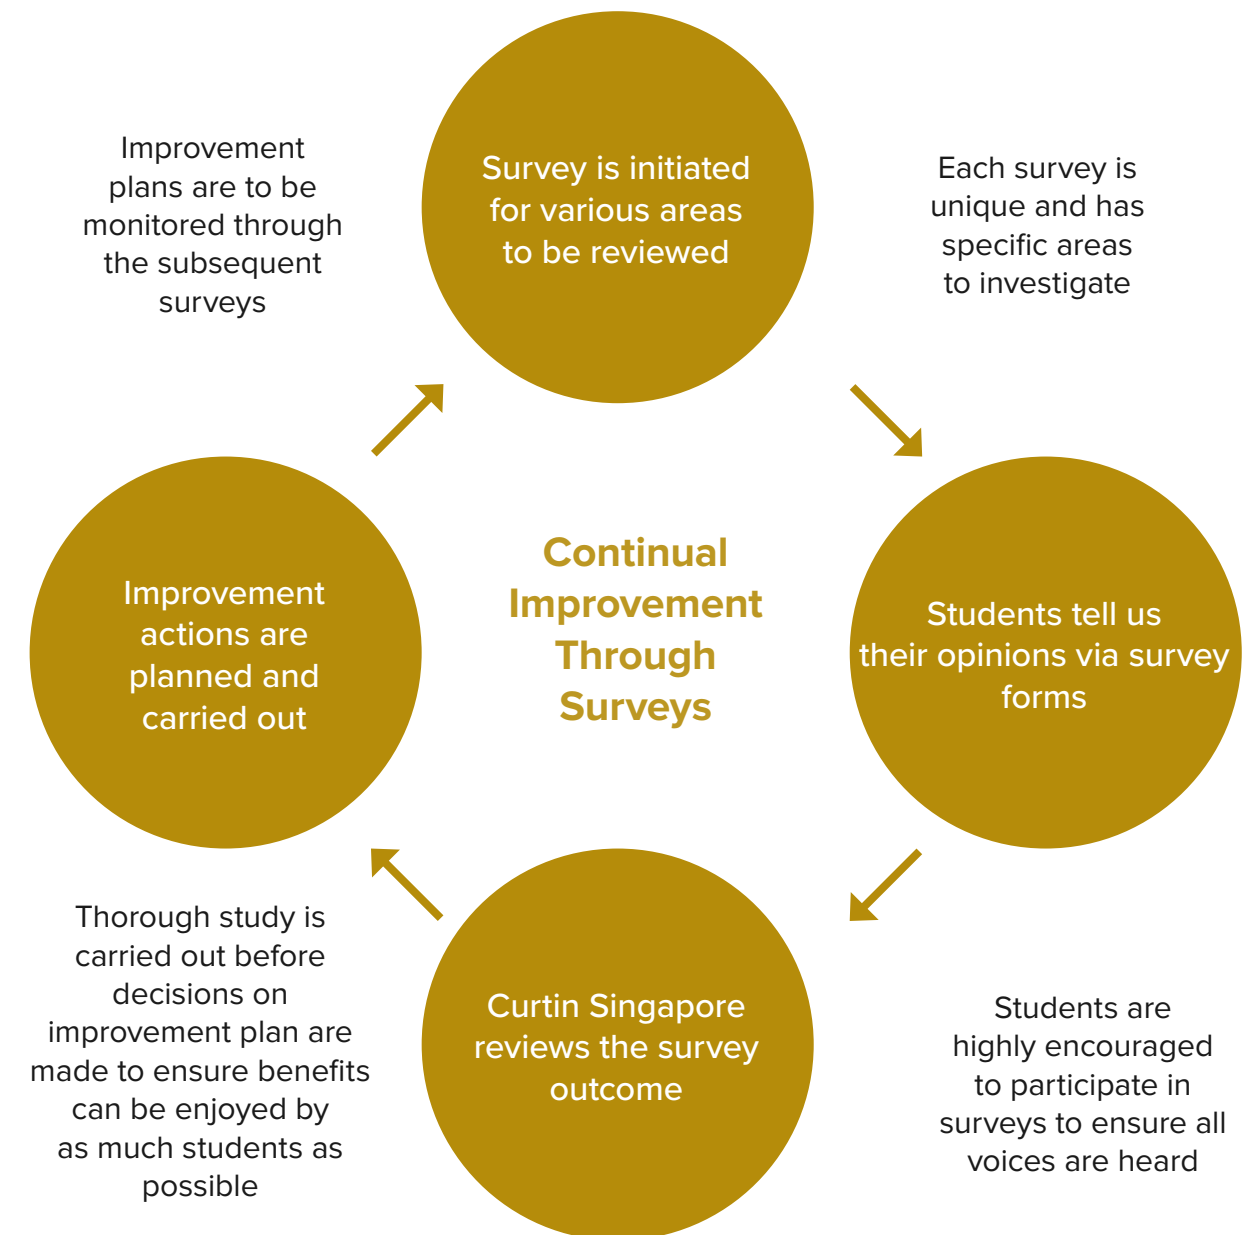 Improvement
plans are to be
monitored through
the subsequent
surveys
Survey is initiated
for various areas
to be reviewed
Each survey is
unique and has
specific areas
to investigate
Improvement
actions are
planned and
carried out
Continual
Improvement
Through
Surveys
Students tell us
their opinions via survey
forms
Thorough study is
carried out before
decisions on
improvement plan are
made to ensure benefits
can be enjoyed by
as much students as
possible
Curtin Singapore
reviews the survey
outcome
Students are
highly encouraged
to participate in
surveys to ensure all
voices are heard